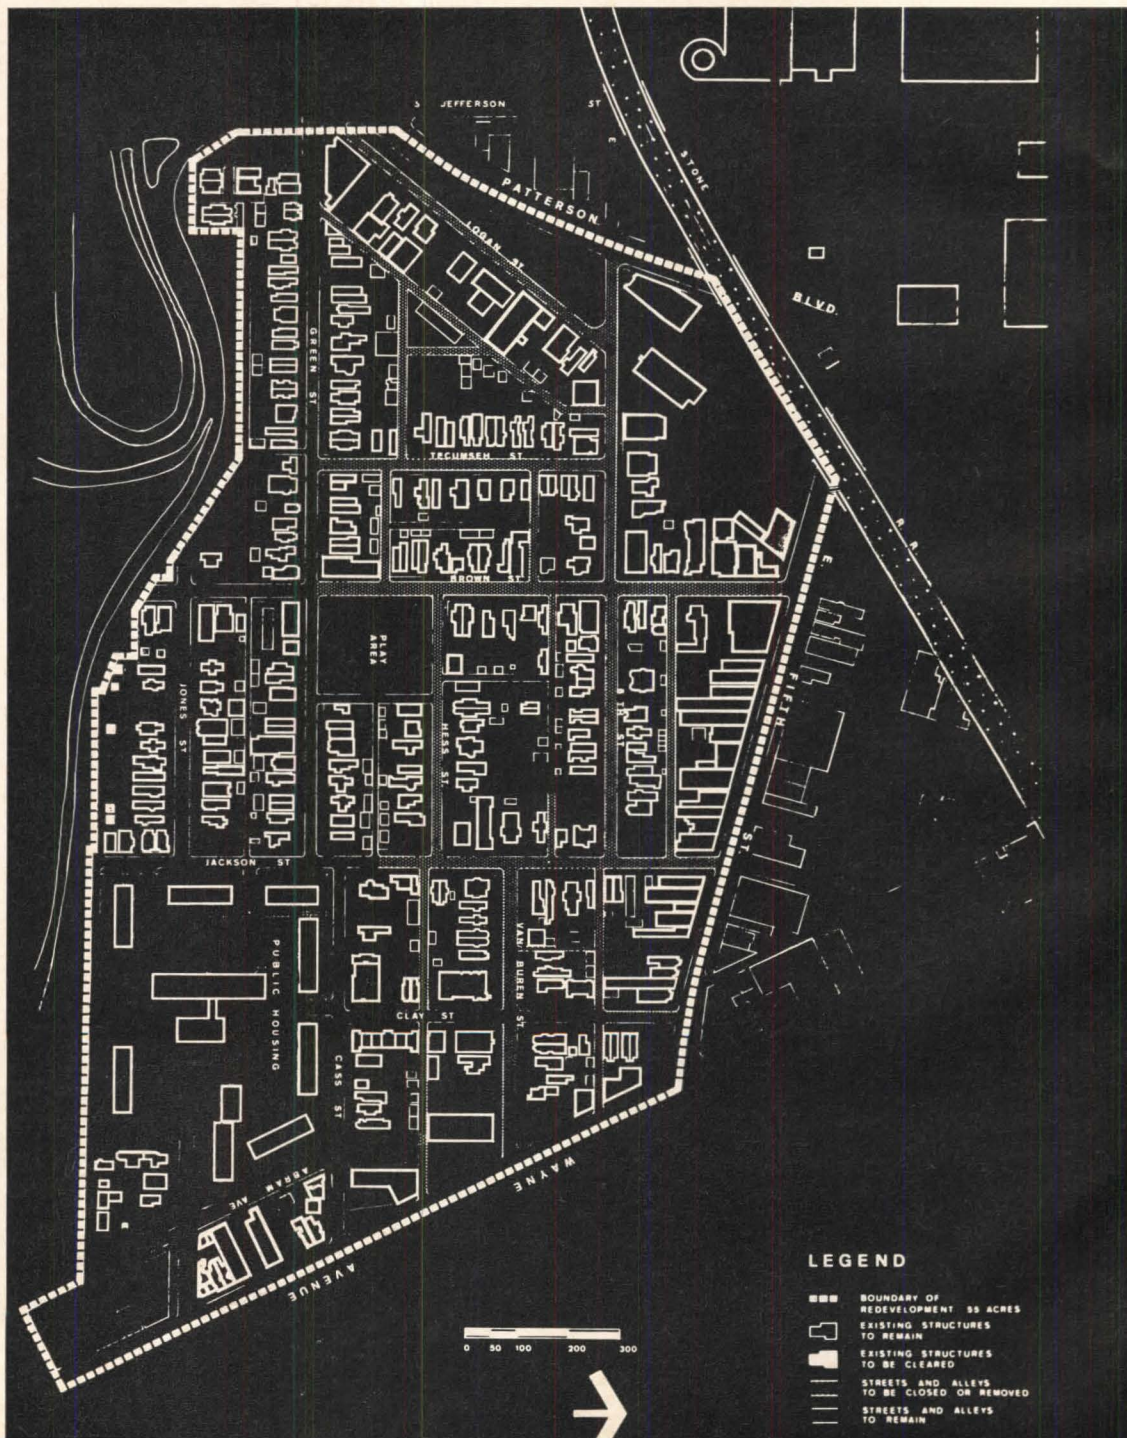 S JEFFERSON ST
E PATTERSON BLVD.
STONE
LOGAN ST
GREEN ST
TECUMSEH ST
BROWN ST
PLAY
AREA
JONES ST
HESS ST
8TH ST
E. FIFTH ST.
R. R.
JACKSON ST
PUBLIC HOUSING
VAN BUREN ST.
CLAY ST
CASS ST
ABRAM AVE
WAYNE AVENUE
0 50 100 200 300
LEGEND
BOUNDARY OF
REDEVELOPMENT 55 ACRES
EXISTING STRUCTURES
TO REMAIN
EXISTING STRUCTURES
TO BE CLEARED
STREETS AND ALLEYS
TO BE CLOSED OR REMOVED
STREETS AND ALLEYS
TO REMAIN